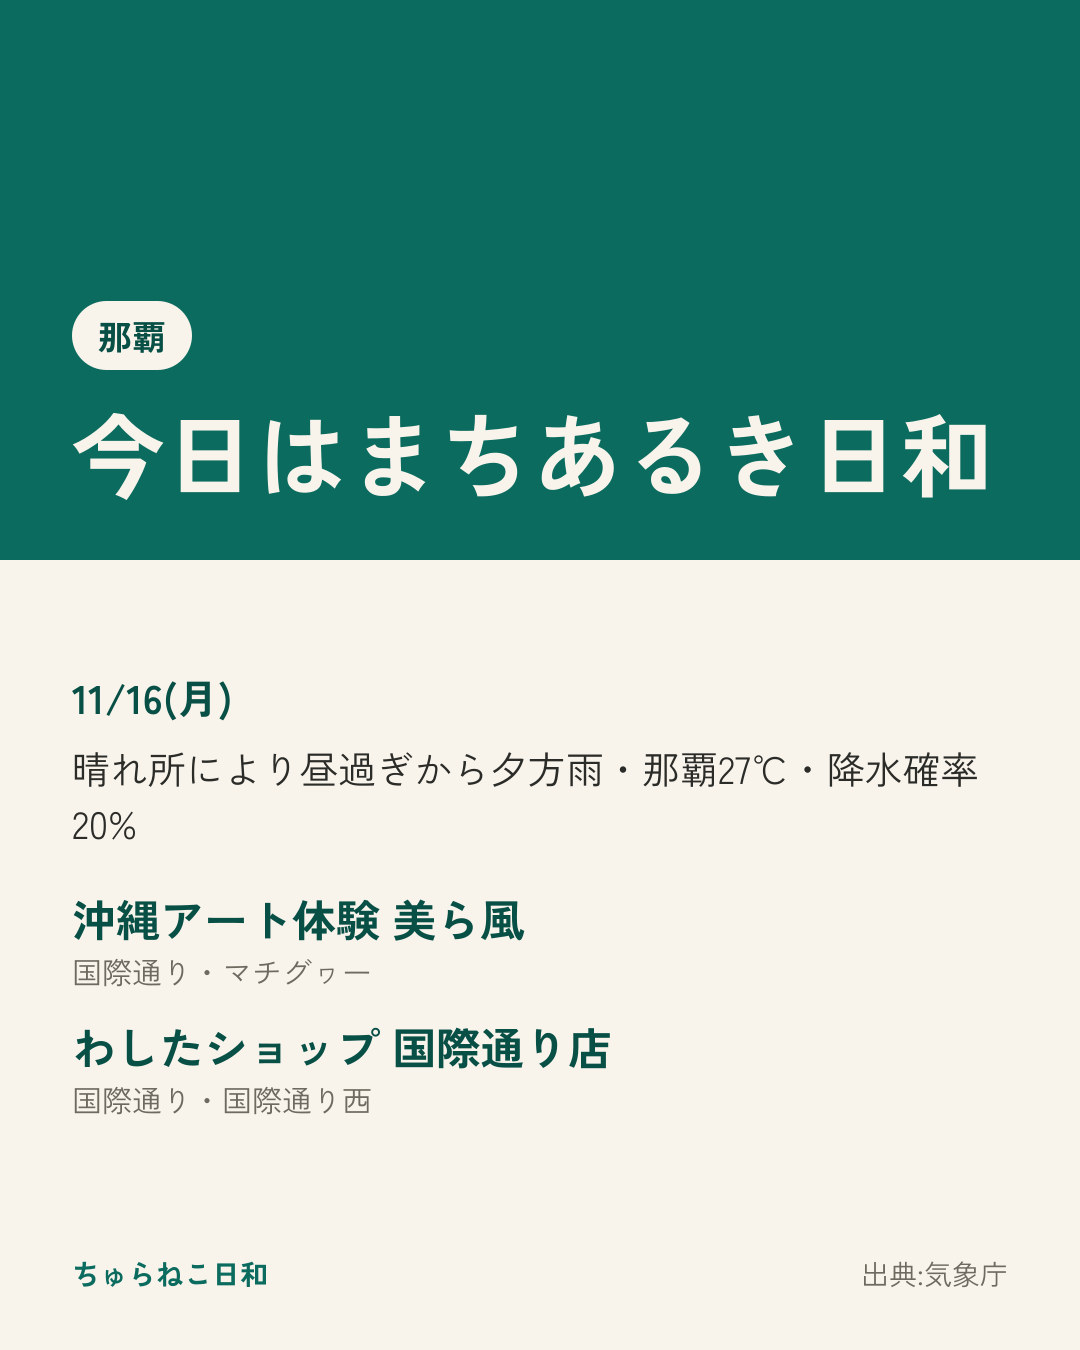 那覇
今日はまちあるき日和
11/16(月)
晴れ所により昼過ぎから夕方雨・那覇27℃・降水確率
20%
沖縄アート体験 美ら風
国際通り・マチグヮー
わしたショップ 国際通り店
国際通り・国際通り西
ちゅらねこ日和
出典:気象庁